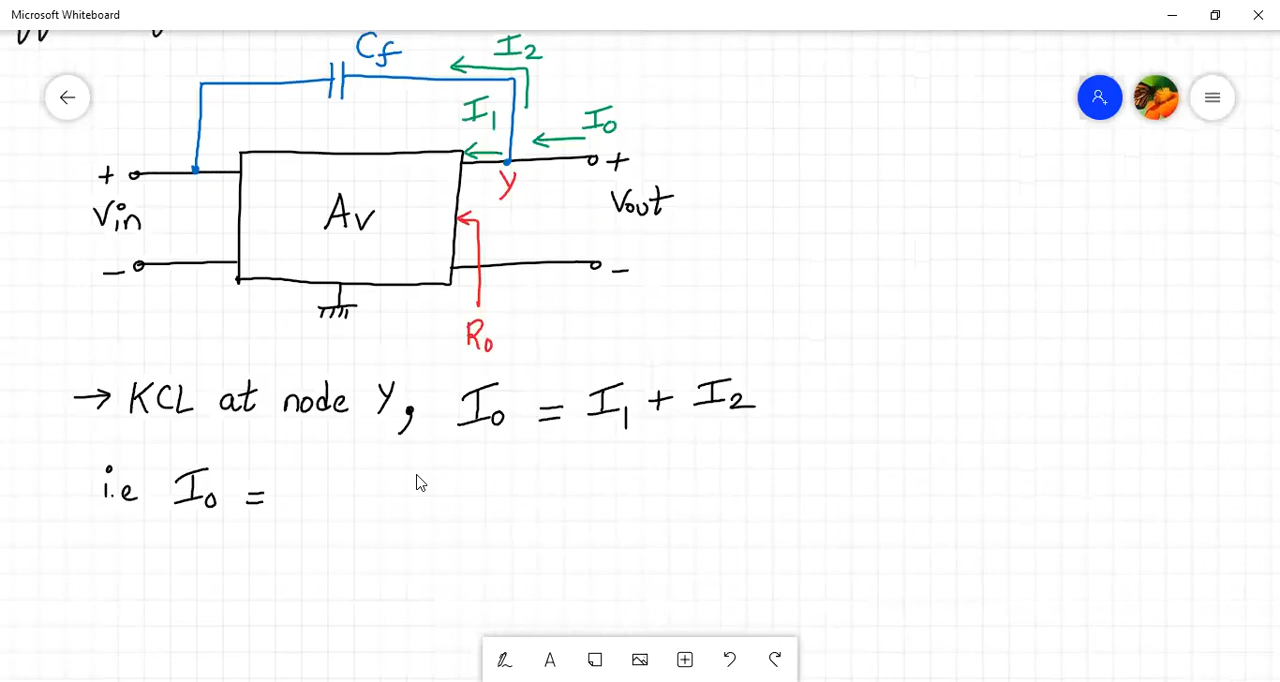 Microsoft Whiteboard
Cf
I2
I1
I0
+
+
y
Vin
Av
Vout
−
−
R0
→ KCL at node Y, I0 = I1 + I2
i.e I0 =
A